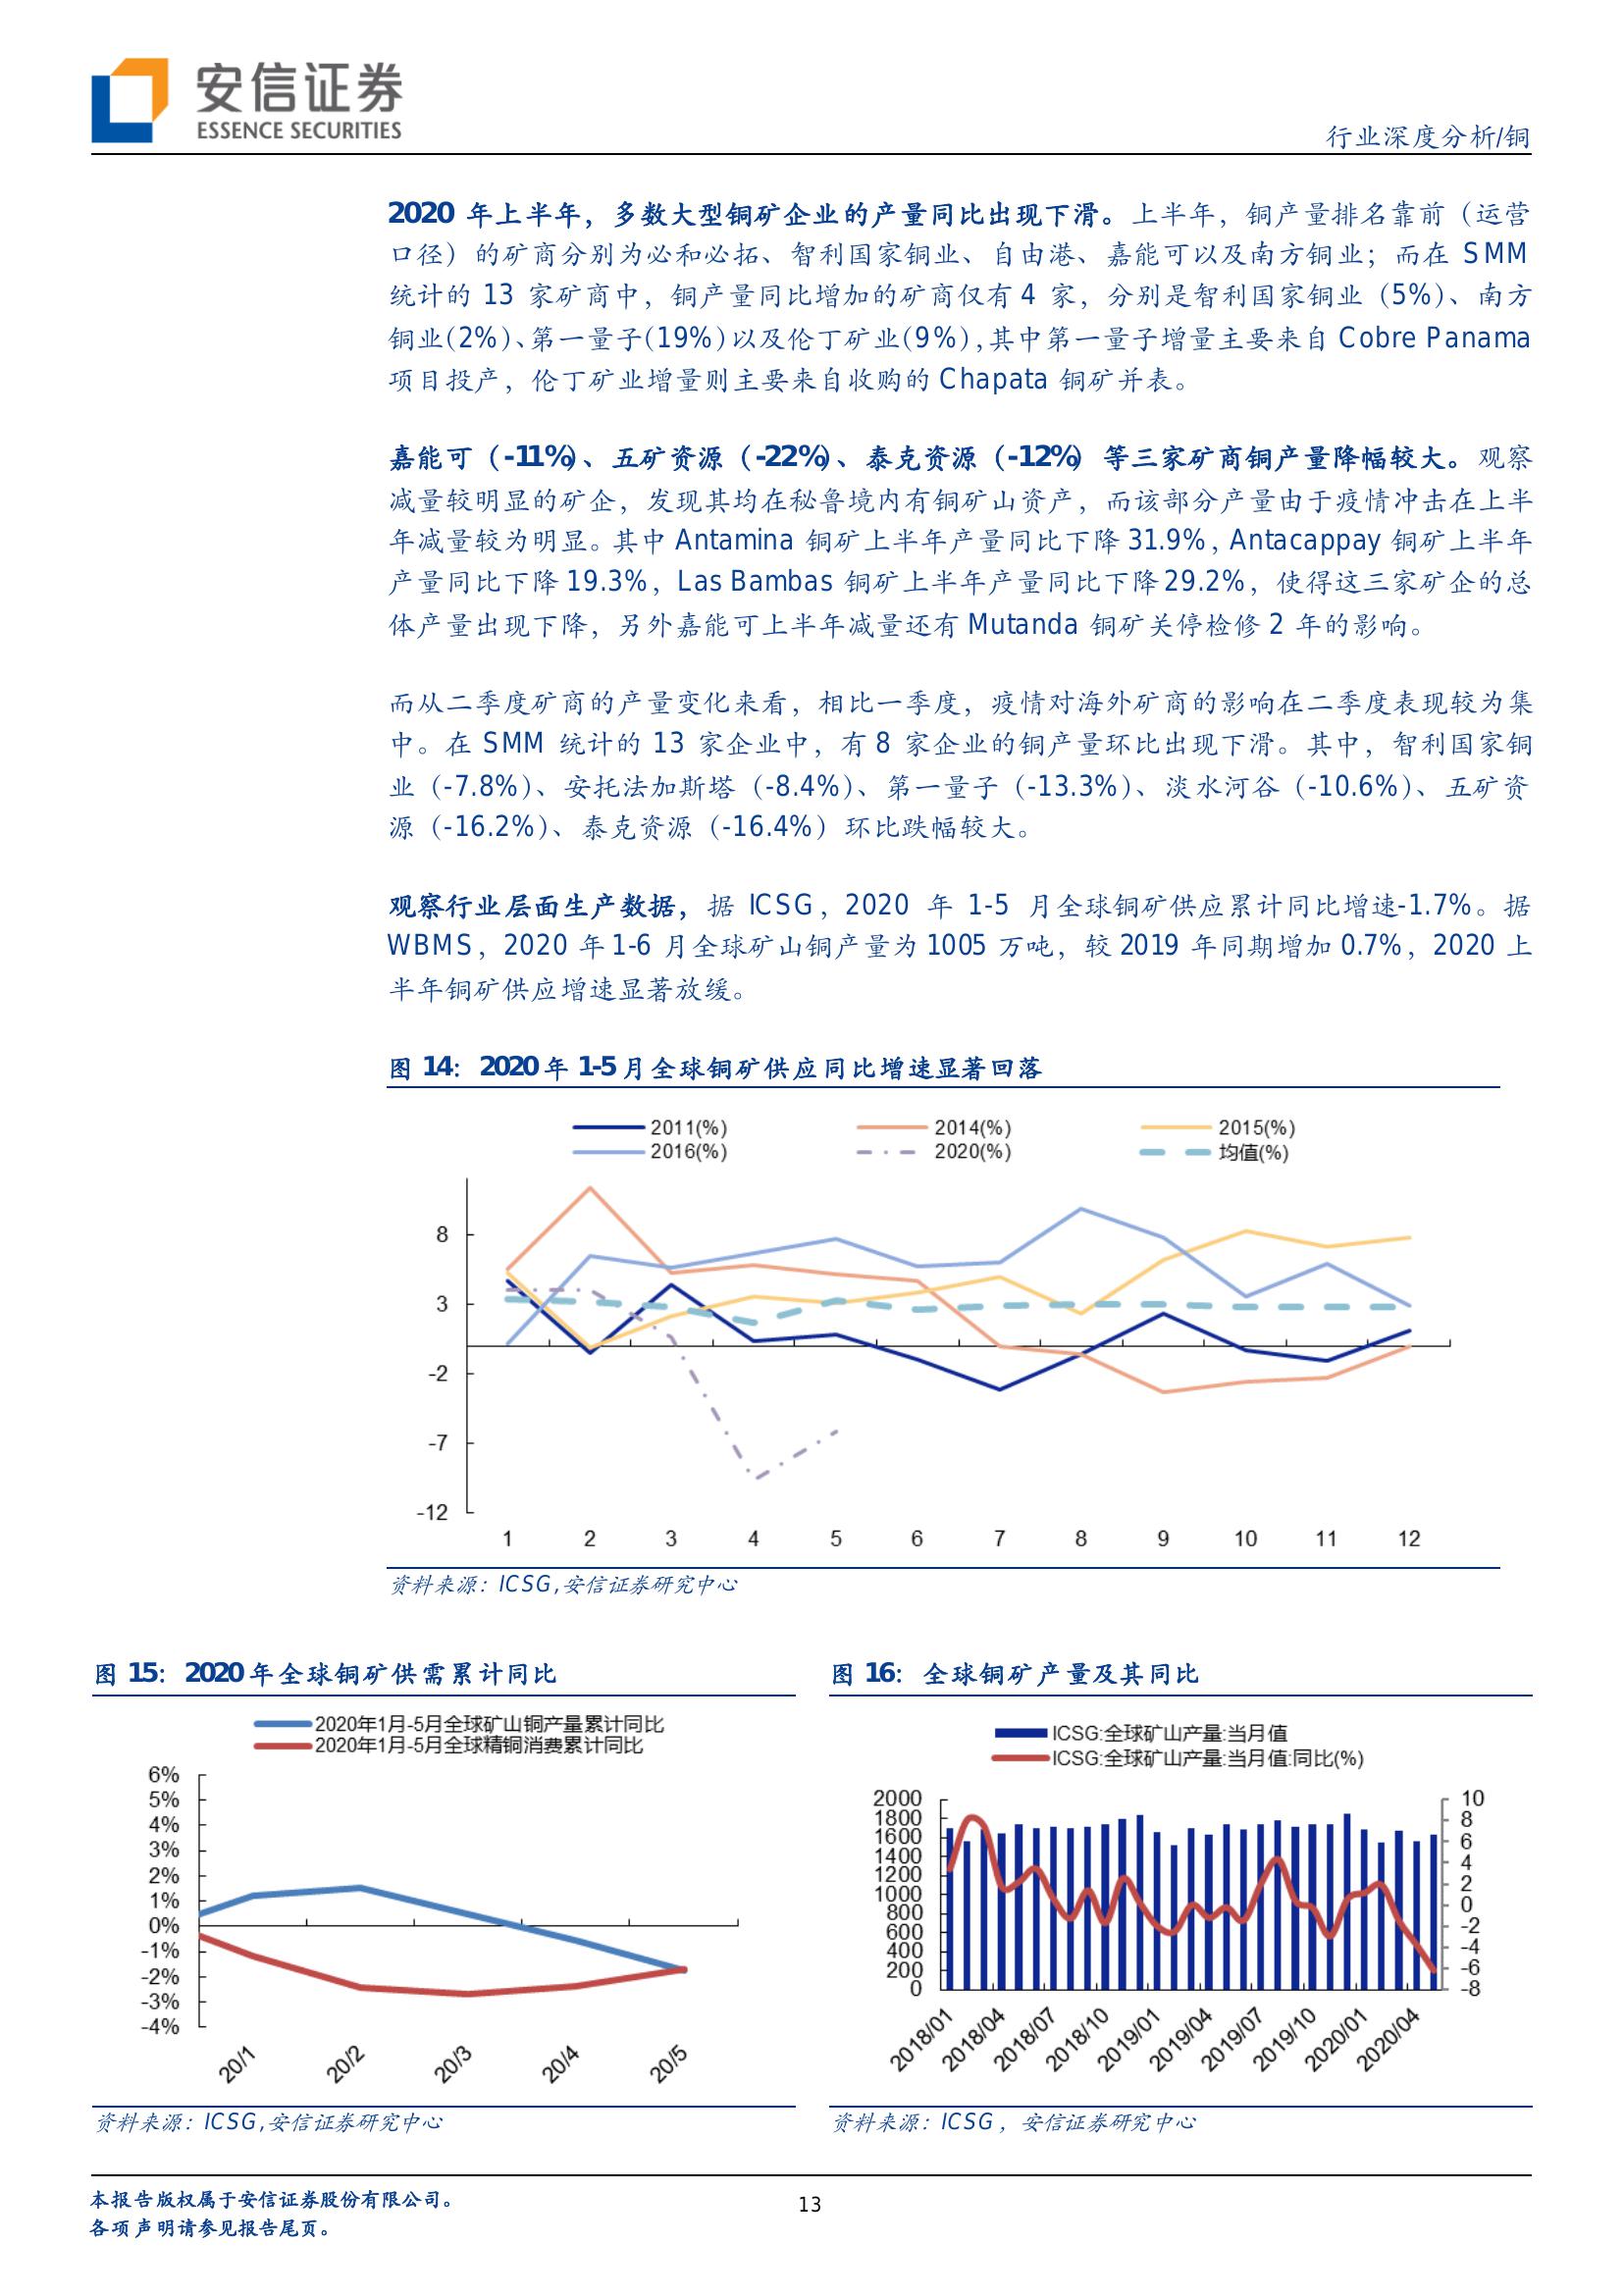 安信证券
ESSENCE SECURITIES
行业深度分析/铜
2020 年上半年，多数大型铜矿企业的产量同比出现下滑。上半年，铜产量排名靠前（运营
口径）的矿商分别为必和必拓、智利国家铜业、自由港、嘉能可以及南方铜业；而在 SMM
统计的 13 家矿商中，铜产量同比增加的矿商仅有 4 家，分别是智利国家铜业（5%）、南方
铜业(2%)、第一量子(19%)以及伦丁矿业(9%)，其中第一量子增量主要来自 Cobre Panama
项目投产，伦丁矿业增量则主要来自收购的 Chapata 铜矿并表。
嘉能可（-11%）、五矿资源（-22%）、泰克资源（-12%）等三家矿商铜产量降幅较大。观察
减量较明显的矿企，发现其均在秘鲁境内有铜矿山资产，而该部分产量由于疫情冲击在上半
年减量较为明显。其中 Antamina 铜矿上半年产量同比下降 31.9%，Antacappay 铜矿上半年
产量同比下降 19.3%，Las Bambas 铜矿上半年产量同比下降 29.2%，使得这三家矿企的总
体产量出现下降，另外嘉能可上半年减量还有 Mutanda 铜矿关停检修 2 年的影响。
而从二季度矿商的产量变化来看，相比一季度，疫情对海外矿商的影响在二季度表现较为集
中。在 SMM 统计的 13 家企业中，有 8 家企业的铜产量环比出现下滑。其中，智利国家铜
业（-7.8%）、安托法加斯塔（-8.4%）、第一量子（-13.3%）、淡水河谷（-10.6%）、五矿资
源（-16.2%）、泰克资源（-16.4%）环比跌幅较大。
观察行业层面生产数据，据 ICSG，2020 年 1-5 月全球铜矿供应累计同比增速-1.7%。据
WBMS，2020 年 1-6 月全球矿山铜产量为 1005 万吨，较 2019 年同期增加 0.7%，2020 上
半年铜矿供应增速显著放缓。
图 14：2020 年 1-5 月全球铜矿供应同比增速显著回落
2011(%) 2014(%) 2015(%)
2016(%) 2020(%) 均值(%)
8
3
-2
-7
-12
1 2 3 4 5 6 7 8 9 10 11 12
资料来源：ICSG,安信证券研究中心
图 15：2020 年全球铜矿供需累计同比
2020年1月-5月全球矿山铜产量累计同比
2020年1月-5月全球精铜消费累计同比
6%
5%
4%
3%
2%
1%
0%
-1%
-2%
-3%
-4%
20/1 20/2 20/3 20/4 20/5
资料来源：ICSG,安信证券研究中心
图 16：全球铜矿产量及其同比
ICSG:全球矿山产量:当月值
ICSG:全球矿山产量:当月值:同比(%)
2000
1800
1600
1400
1200
1000
800
600
400
200
0
10
8
6
4
2
0
-2
-4
-6
-8
2018/01 2018/04 2018/07 2018/10 2019/01 2019/04 2019/07 2019/10 2020/01 2020/04
资料来源：ICSG，安信证券研究中心
本报告版权属于安信证券股份有限公司。
各项声明请参见报告尾页。
13